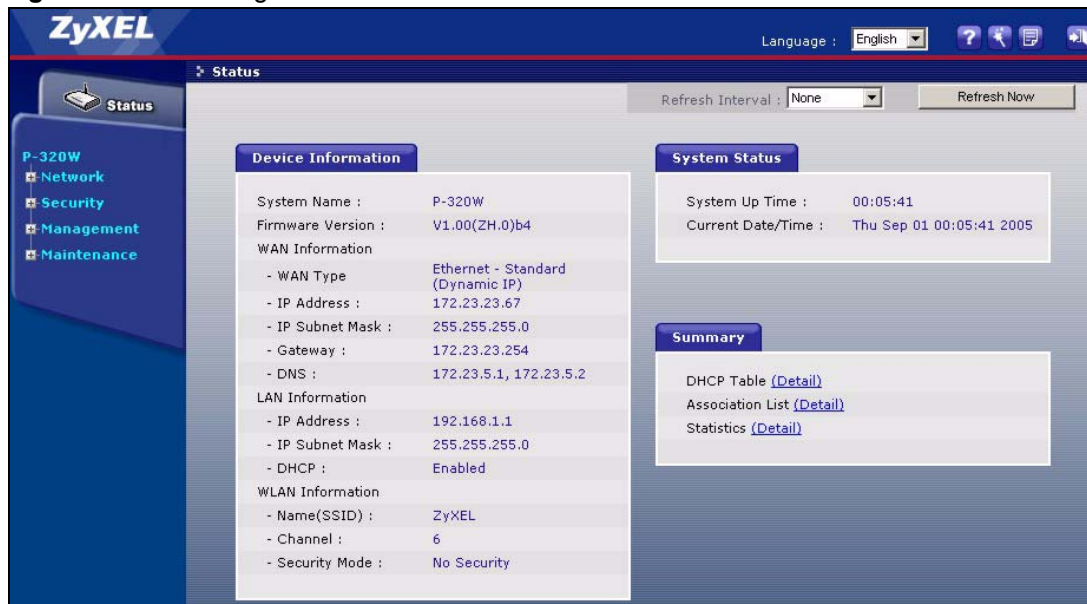 ZyXEL
Language : English
Status
Status
Refresh Interval : None Refresh Now
P-320W
Network
Security
Management
Maintenance
Device Information
System Name : P-320W
Firmware Version : V1.00(ZH.0)b4
WAN Information
- WAN Type Ethernet - Standard
(Dynamic IP)
- IP Address : 172.23.23.67
- IP Subnet Mask : 255.255.255.0
- Gateway : 172.23.23.254
- DNS : 172.23.5.1, 172.23.5.2
LAN Information
- IP Address : 192.168.1.1
- IP Subnet Mask : 255.255.255.0
- DHCP : Enabled
WLAN Information
- Name(SSID) : ZyXEL
- Channel : 6
- Security Mode : No Security
System Status
System Up Time : 00:05:41
Current Date/Time : Thu Sep 01 00:05:41 2005
Summary
DHCP Table (Detail)
Association List (Detail)
Statistics (Detail)